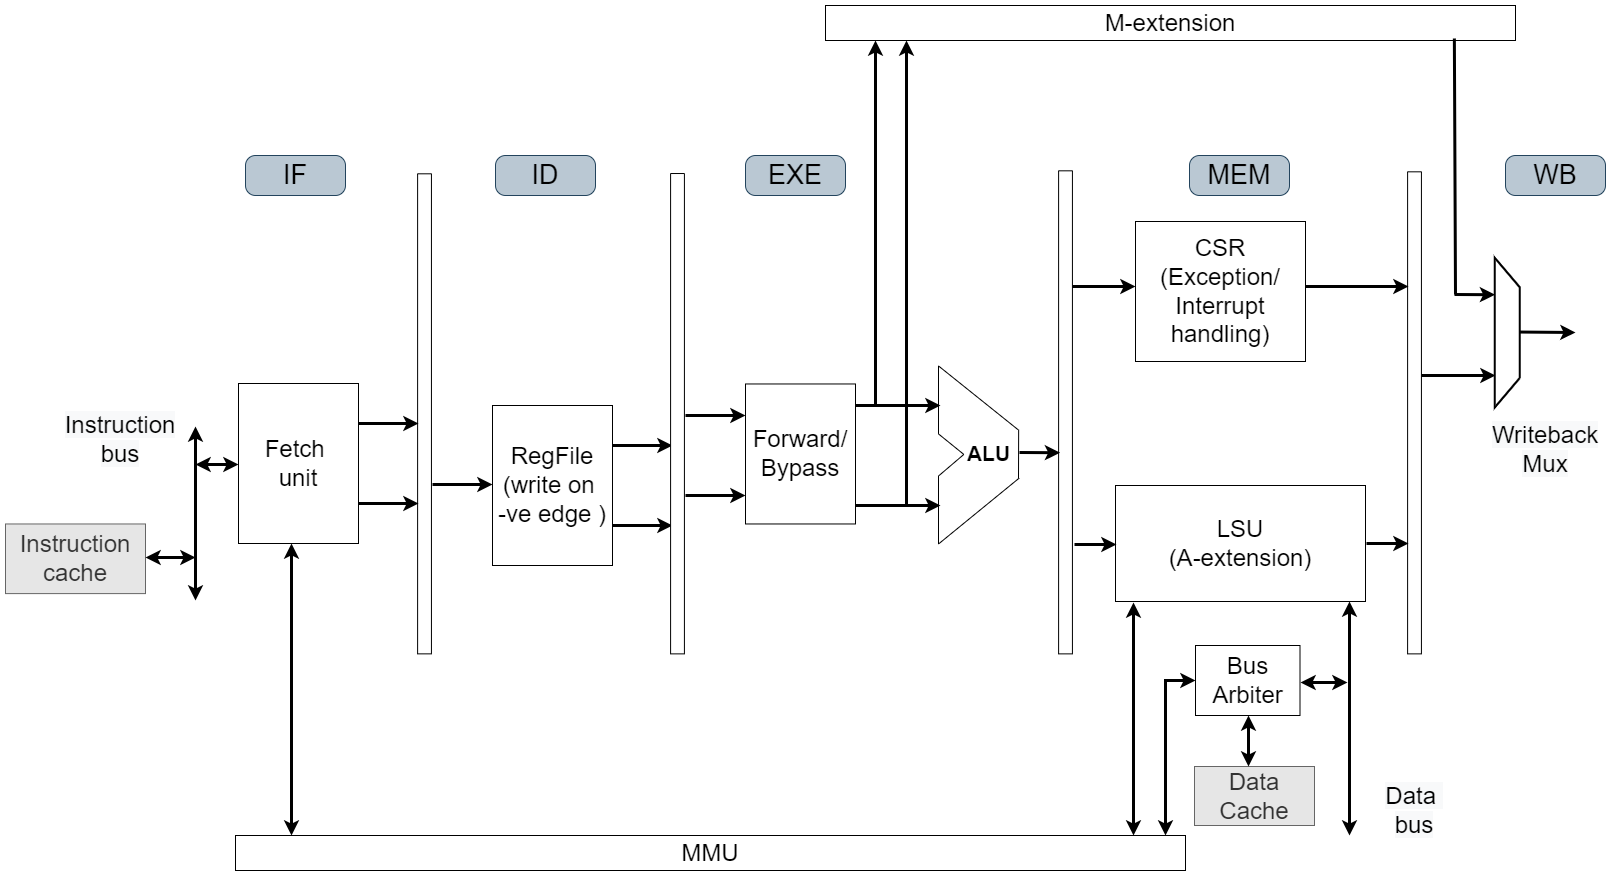 M-extension
IF
ID
EXE
MEM
WB
CSR
(Exception/
Interrupt
handling)
Instruction
bus
Fetch
unit
RegFile
(write on
-ve edge )
Forward/
Bypass
ALU
Writeback
Mux
Instruction
cache
LSU
(A-extension)
Bus
Arbiter
Data
Cache
Data
bus
MMU